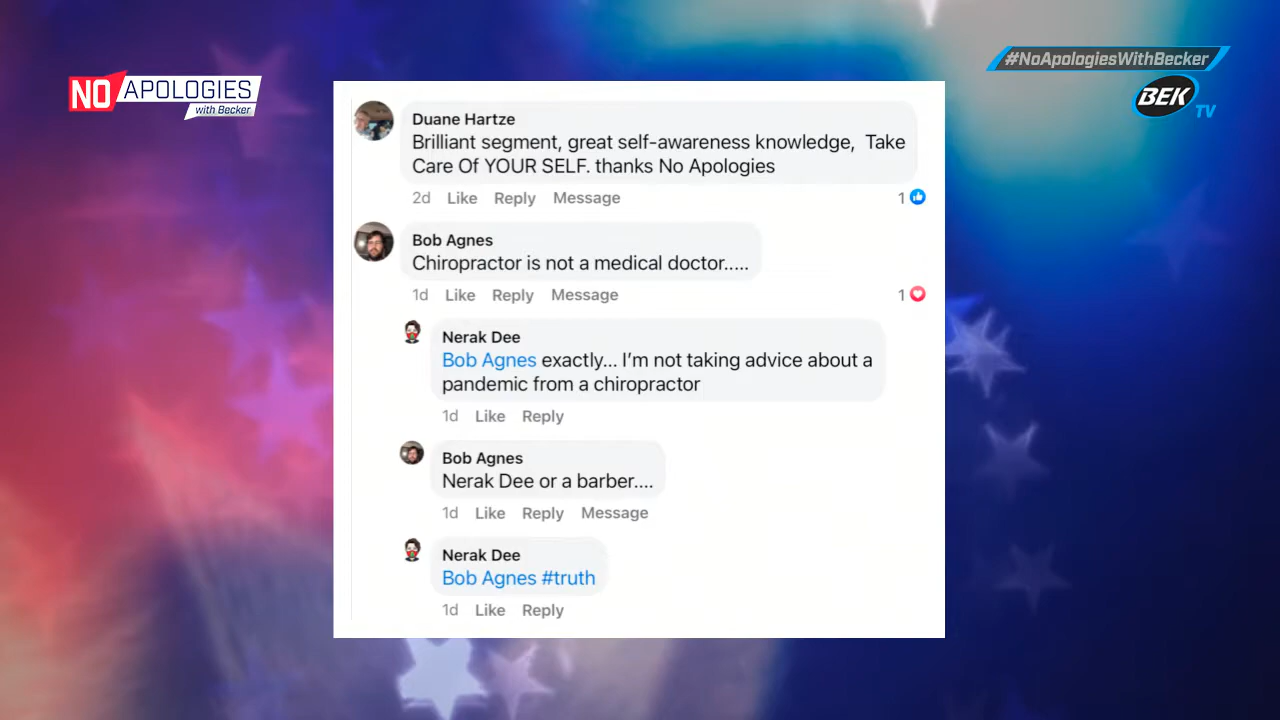 NO APOLOGIES
with Becker
#NoApologiesWithBecker
BEK TV
Duane Hartze
Brilliant segment, great self-awareness knowledge, Take
Care Of YOUR SELF. thanks No Apologies
2d Like Reply Message 1
Bob Agnes
Chiropractor is not a medical doctor.....
1d Like Reply Message 1
Nerak Dee
Bob Agnes exactly... I'm not taking advice about a
pandemic from a chiropractor
1d Like Reply
Bob Agnes
Nerak Dee or a barber....
1d Like Reply Message
Nerak Dee
Bob Agnes #truth
1d Like Reply